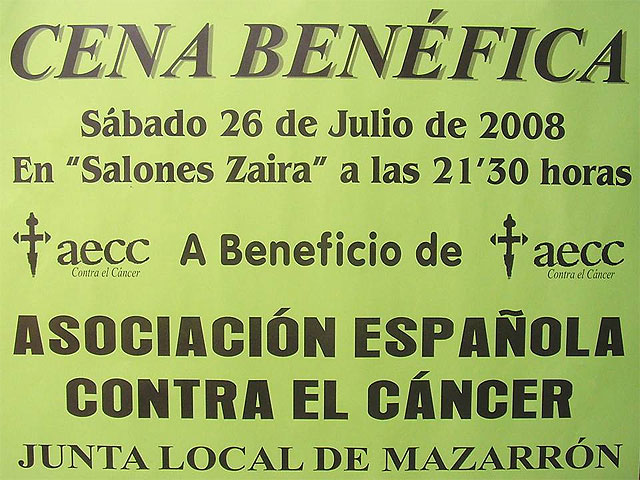 CENA BENÉFICA
Sábado 26 de Julio de 2008
En "Salones Zaira" a las 21'30 horas
aecc A Beneficio de aecc
Contra el Cáncer Contra el Cáncer
ASOCIACIÓN ESPAÑOLA
CONTRA EL CÁNCER
JUNTA LOCAL DE MAZARRÓN